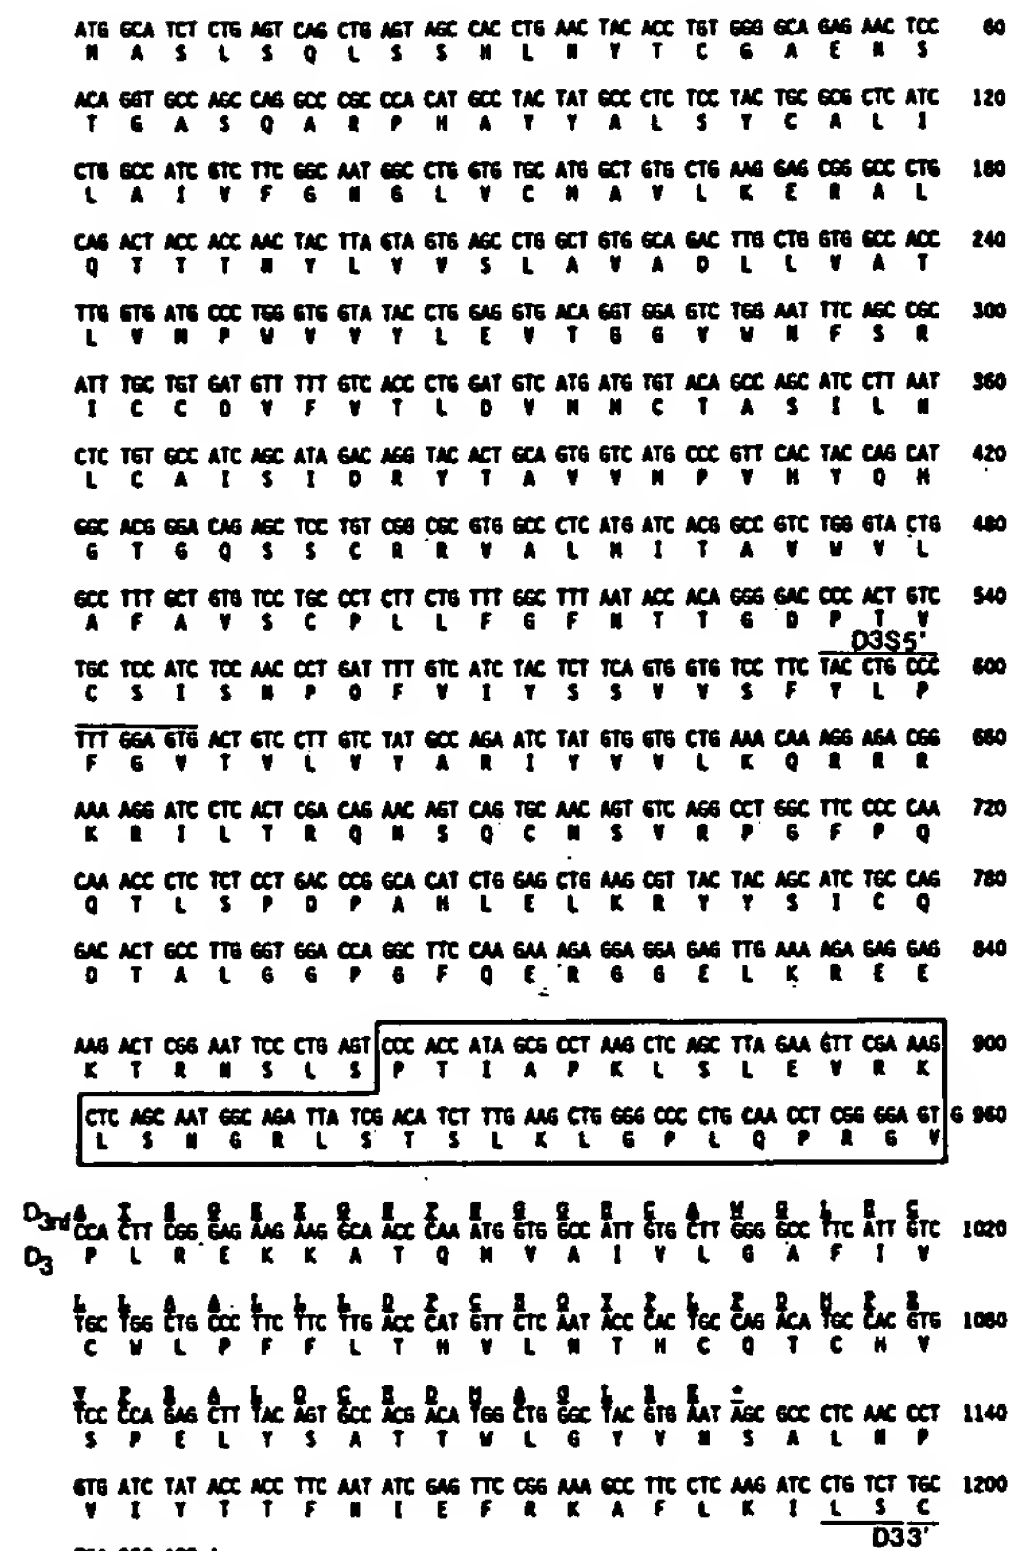 ATG GCA TCT CTG AGT CAG CTG AGT AGC CAC CTG AAC TAC ACC TGT GGG GCA GAG AAC TCC 60
M A S L S Q L S S H L N Y T C G A E N S
ACA GGT GCC AGC CAG GCC CGC CCA CAT GCC TAC TAT GCC CTC TCC TAC TGC GCG CTC ATC 120
T G A S Q A R P H A Y Y A L S Y C A L I
CTG GCC ATC GTC TTC GGC AAT GGC CTG GTG TGC ATG GCT GTG CTG AAG GAG CGG GCC CTG 180
L A I V F G N G L V C M A V L K E R A L
CAG ACT ACC ACC AAC TAC TTA GTA GTG AGC CTG GCT GTG GCA GAC TTG CTG GTG GCC ACC 240
Q T T T N Y L V V S L A V A D L L V A T
TTG GTG ATG CCC TGG GTG GTA TAC CTG GAG GTG ACA GGT GGA GTC TGG AAT TTC AGC CGC 300
L V M P W V V Y L E V T G G V W N F S R
ATT TGC TGT GAT GTT TTT GTC ACC CTG GAT GTC ATG ATG TGT ACA GCC AGC ATC CTT AAT 360
I C C D V F V T L D V M M C T A S I L N
CTC TGT GCC ATC AGC ATA GAC AGG TAC ACT GCA GTG GTC ATG CCC GTT CAC TAC CAG CAT 420
L C A I S I D R Y T A V V M P V H Y Q H
GGC ACG GGA CAG AGC TCC TGT CGG CGC GTG GCC CTC ATG ATC ACG GCC GTC TGG GTA CTG 480
G T G Q S S C R R V A L M I T A V W V L
GCC TTT GCT GTG TCC TGC CCT CTT CTG TTT GGC TTT AAT ACC ACA GGG GAC CCC ACT GTC 540
A F A V S C P L L F G F N T T G D P T V
D3S5'
TGC TCC ATC TCC AAC CCT GAT TTT GTC ATC TAC TCT TCA GTG GTG TCC TTC TAC CTG CCC 600
C S I S N P D F V I Y S S V V S F Y L P
TTT GGA GTG ACT GTC CTT GTC TAT GCC AGA ATC TAT GTG GTG CTG AAA CAA AGG AGA CGG 660
F G V T V L V Y A R I Y V V L K Q R R R
AAA AGG ATC CTC ACT CGA CAG AAC AGT CAG TGC AAC AGT GTC AGG CCT GGC TTC CCC CAA 720
K R I L T R Q N S Q C N S V R P G F P Q
CAA ACC CTC TCT CCT GAC CCG GCA CAT CTG GAG CTG AAG CGT TAC TAC AGC ATC TGC CAG 780
Q T L S P D P A H L E L K R Y Y S I C Q
GAC ACT GCC TTG GGT GGA CCA GGC TTC CAA GAA AGA GGA GGA GAG TTG AAA AGA GAG GAG 840
D T A L G G P G F Q E R G G E L K R E E
AAG ACT CGG AAT TCC CTG AGT CCC ACC ATA GCG CCT AAG CTC AGC TTA GAA GTT CGA AAG 900
K T R N S L S P T I A P K L S L E V R K
CTC AGC AAT GGC AGA TTA TCG ACA TCT TTG AAG CTG GGG CCC CTG CAA CCT CGG GGA GT G 960
L S N G R L S T S L K L G P L Q P R G V
D3nf
CCA CTT CGG GAG AAG AAG GCA ACC CAA ATG GTG GCC ATT GTG CTT GGG GCC TTC ATT GTC 1020
D3 P L R E K K A T Q M V A I V L G A F I V
TGC TGG CTG CCC TTC TTC TTG ACC CAT GTT CTC AAT ACC CAC TGC CAG ACA TGC CAC GTG 1080
C W L P F F L T H V L N T H C Q T C H V
TCC CCA GAG CTT TAC AGT GCC ACG ACA TGG CTG GGC TAC GTG AAT AGC GCC CTC AAC CCT 1140
S P E L Y S A T T W L G Y V N S A L N P
GTG ATC TAT ACC ACC TTC AAT ATC GAG TTC CGG AAA GCC TTC CTC AAG ATC CTG TCT TGC 1200
V I Y T T F N I E F R K A F L K I L S C
D33'